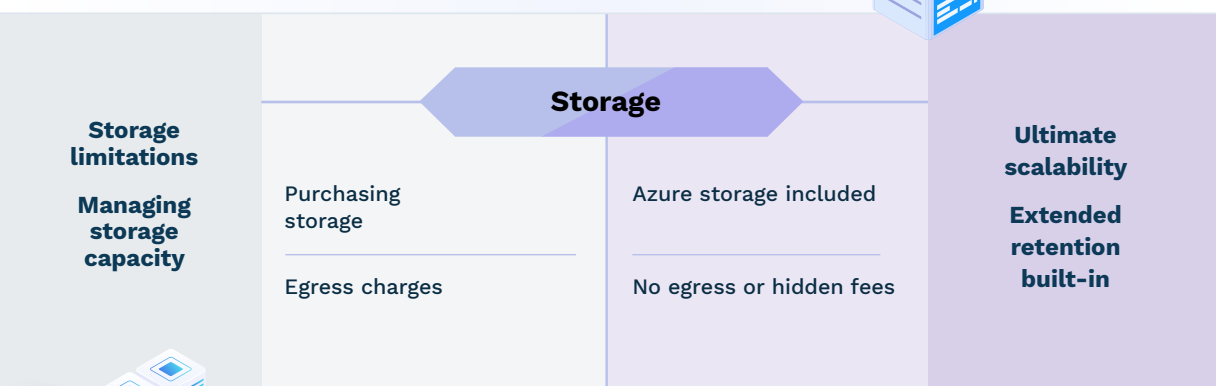 Storage
Storage
limitations
Managing
storage
capacity
Purchasing
storage
Egress charges
Azure storage included
No egress or hidden fees
Ultimate
scalability
Extended
retention
built-in